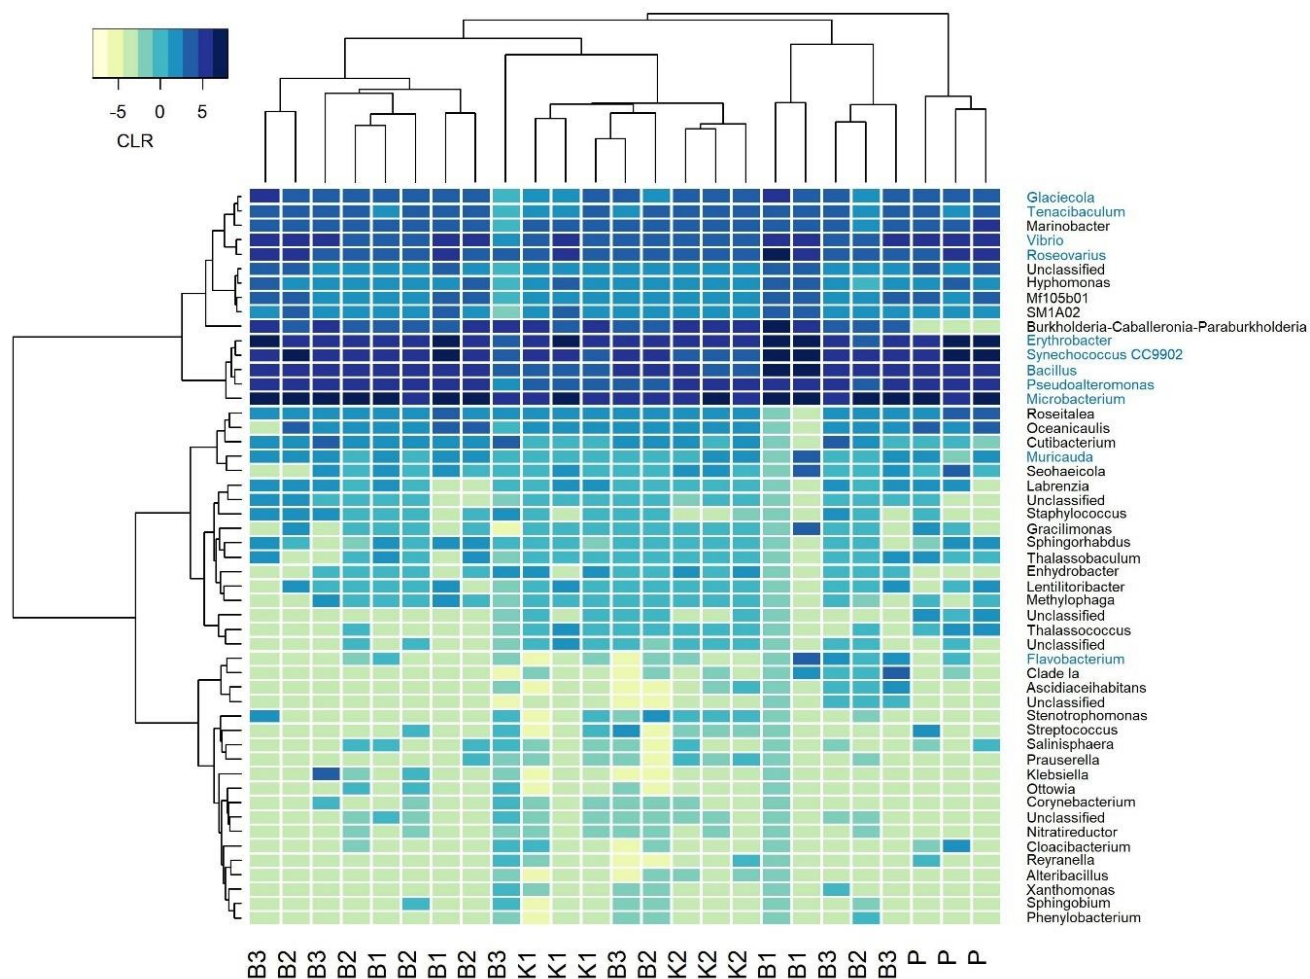 -5 0 5
CLR
Glaciecola
Tenacibaculum
Marinobacter
Vibrio
Roseovarius
Unclassified
Hyphomonas
Mf105b01
SM1A02
Burkholderia-Caballeronia-Paraburkholderia
Erythrobacter
Synechococcus CC9902
Bacillus
Pseudoalteromonas
Microbacterium
Roseitalea
Oceanicaulis
Cutibacterium
Muricauda
Seohaeicola
Labrenzia
Unclassified
Staphylococcus
Gracilimonas
Sphingorhabdus
Thalassobaculum
Enhydrobacter
Lentilitoribacter
Methylophaga
Unclassified
Thalassococcus
Unclassified
Flavobacterium
Clade Ia
Ascidiaceihabitans
Unclassified
Stenotrophomonas
Streptococcus
Salinisphaera
Prauserella
Klebsiella
Ottowia
Corynebacterium
Unclassified
Nitratireductor
Cloacibacterium
Reyranella
Alteribacillus
Xanthomonas
Sphingobium
Phenylobacterium
B3 B2 B3 B2 B1 B2 B1 B2 B3 K1 K1 K1 B3 B2 K2 K2 K2 B1 B1 B3 B2 B3 P P P